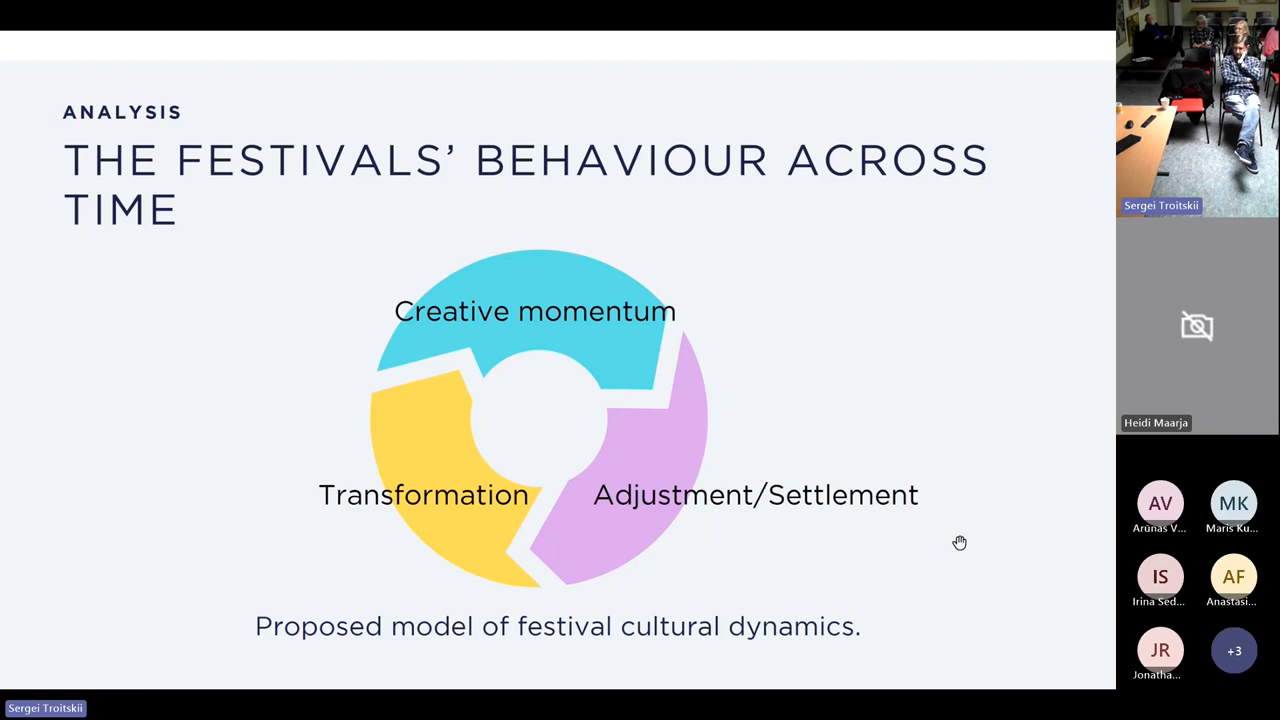 ANALYSIS
THE FESTIVALS’ BEHAVIOUR ACROSS
TIME
Creative momentum
Transformation
Adjustment/Settlement
Proposed model of festival cultural dynamics.
Sergei Troitskii
Sergei Troitskii
Heidi Maarja
AV
Arūnas V...
MK
Maris Ku...
IS
Irina Sed...
AF
Anastasi...
JR
Jonatha...
+3